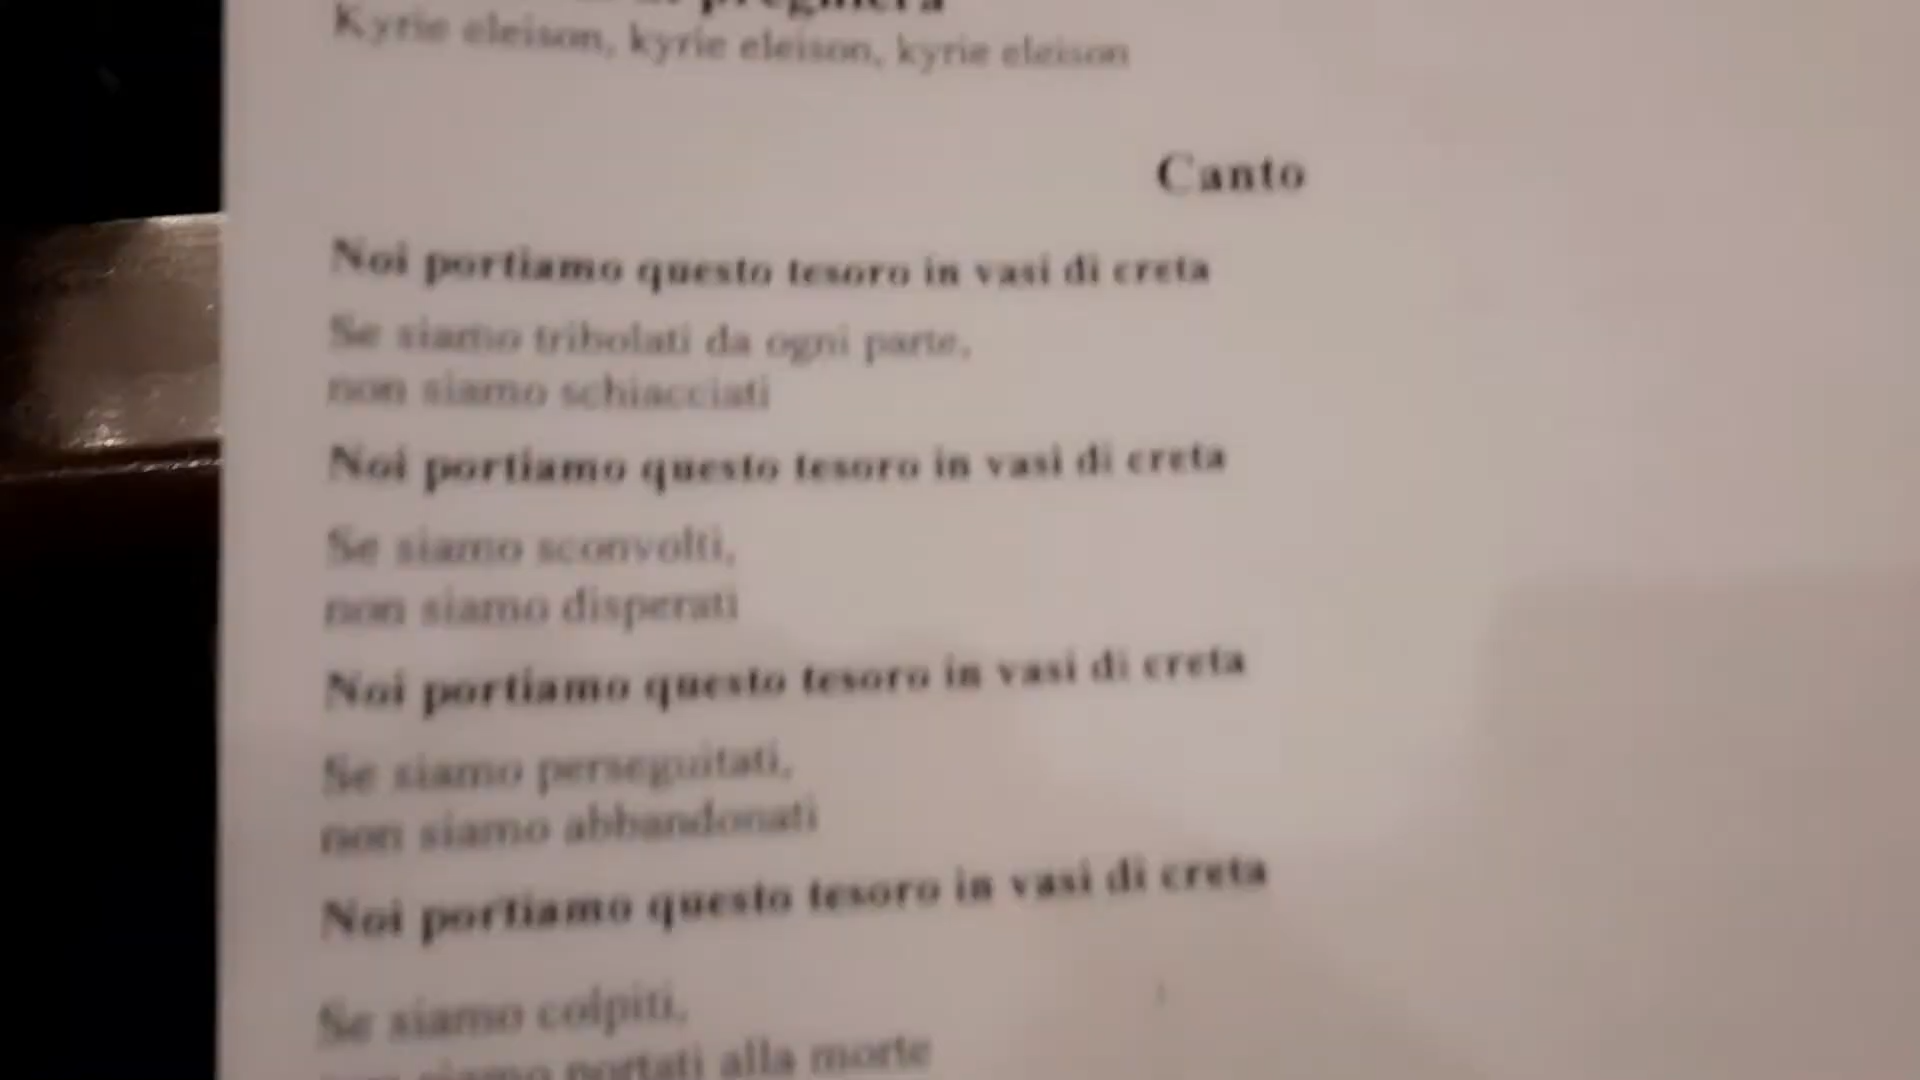 preghiera
Kyrie eleison, kyrie eleison, kyrie eleison
Canto
Noi portiamo questo tesoro in vasi di creta
Se siamo tribolati da ogni parte,
non siamo schiacciati
Noi portiamo questo tesoro in vasi di creta
Se siamo sconvolti,
non siamo disperati
Noi portiamo questo tesoro in vasi di creta
Se siamo perseguitati,
non siamo abbandonati
Noi portiamo questo tesoro in vasi di creta
Se siamo colpiti,
siamo portati alla morte